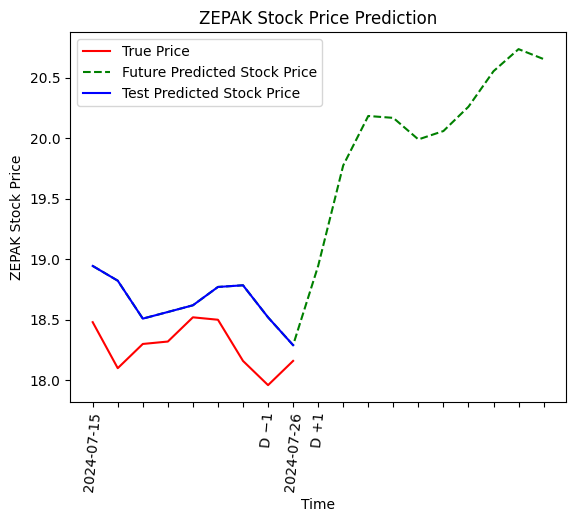 ZEPAK Stock Price Prediction
True Price
Future Predicted Stock Price
Test Predicted Stock Price
ZEPAK Stock Price
20.5
20.0
19.5
19.0
18.5
18.0
2024-07-15
D −1
2024-07-26
D +1
Time